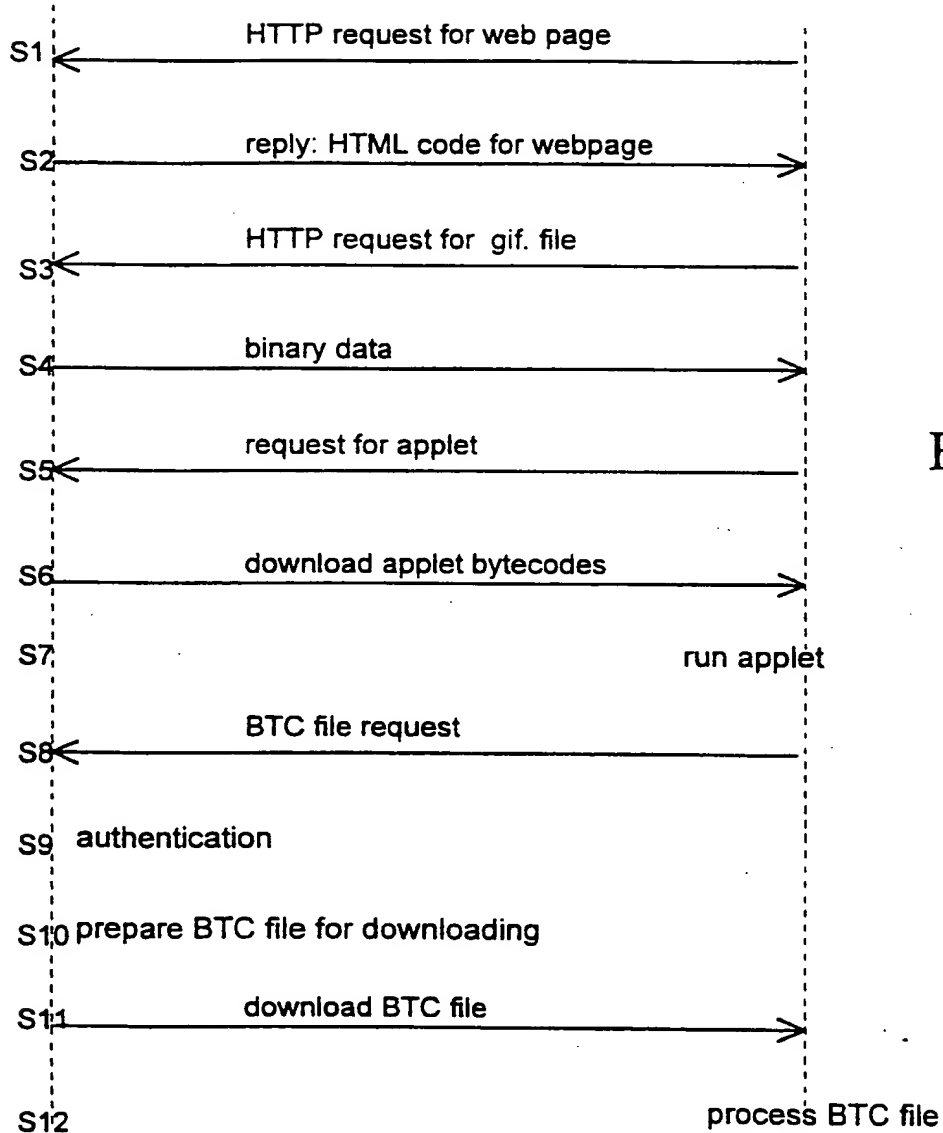 S1 HTTP request for web page
S2 reply: HTML code for webpage
S3 HTTP request for gif. file
S4 binary data
S5 request for applet
S6 download applet bytecodes
S7 run applet
S8 BTC file request
S9 authentication
S10 prepare BTC file for downloading
S11 download BTC file
S12 process BTC file